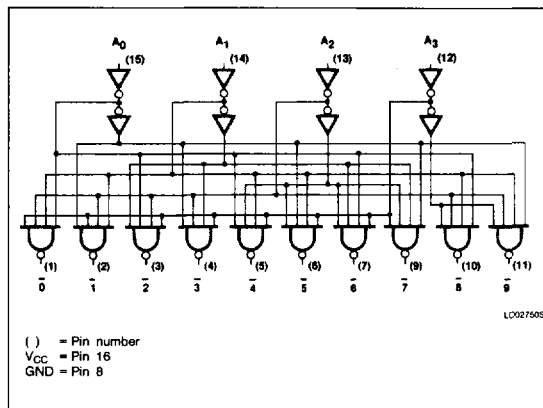 A0 A1 A2 A3
(15) (14) (13) (12)
(1) (2) (3) (4) (5) (6) (7) (9) (10) (11)
0̅ 1̅ 2̅ 3̅ 4̅ 5̅ 6̅ 7̅ 8̅ 9̅
LD02750S
( ) = Pin number
VCC = Pin 16
GND = Pin 8